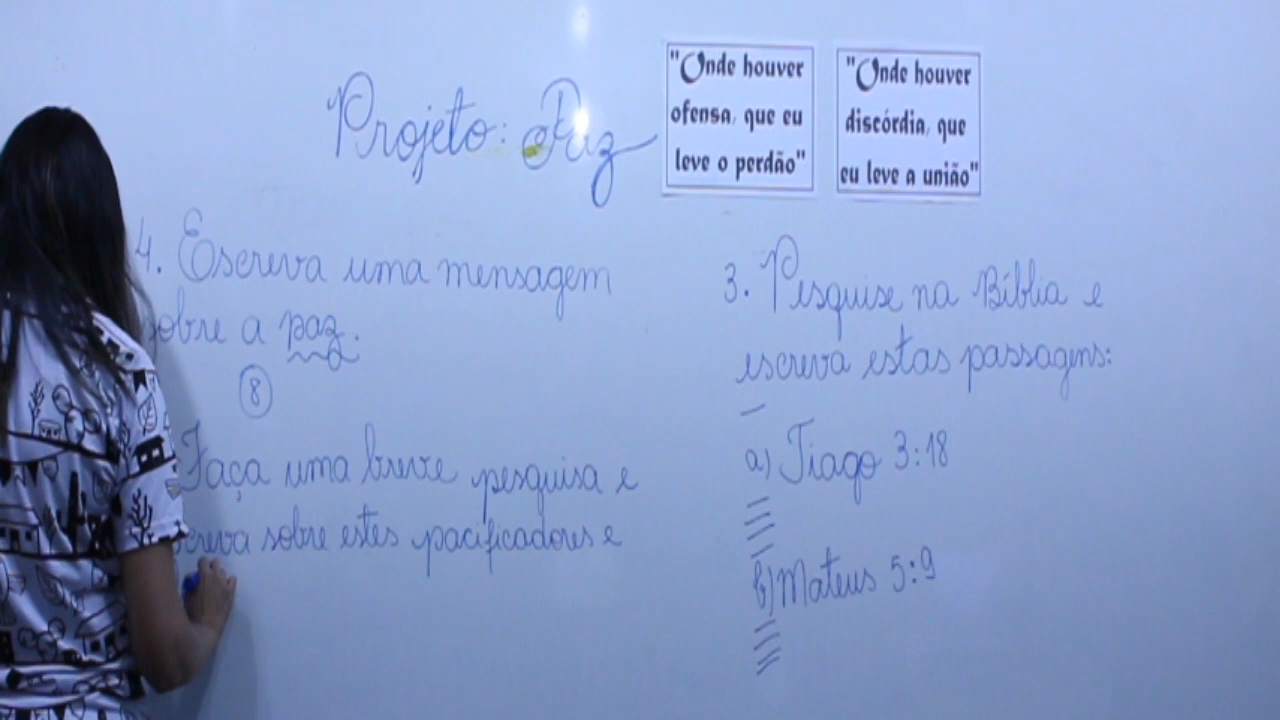 Projeto: Paz
"Onde houver
ofensa, que eu
leve o perdão"
"Onde houver
discórdia, que
eu leve a união"
4. Escreva uma mensagem
sobre a paz.
8
Faça uma breve pesquisa e
creva sobre estes pacificadores e
3. Pesquise na Bíblia e
escreva estas passagens:
a) Tiago 3:18
b) Mateus 5:9